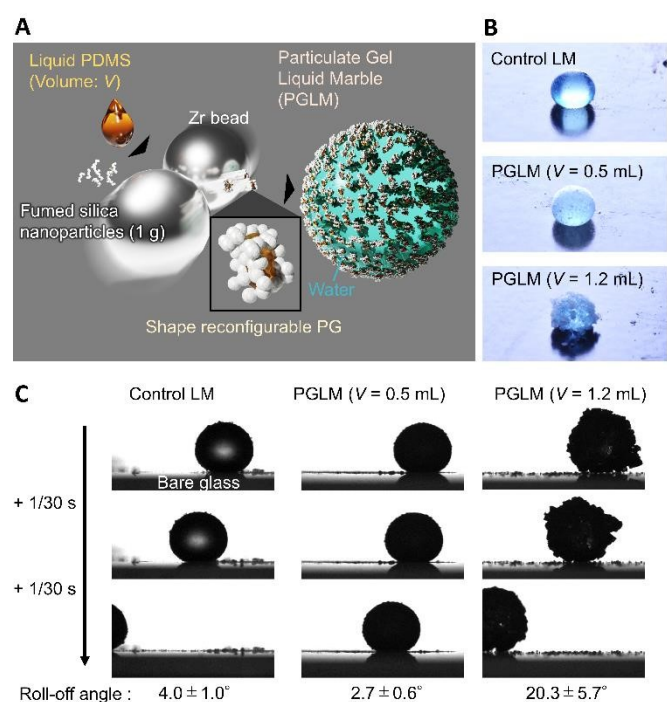 A
Liquid PDMS
(Volume: V)
Zr bead
Fumed silica
nanoparticles (1 g)
Particulate Gel
Liquid Marble
(PGLM)
Water
Shape reconfigurable PG
B
Control LM
PGLM (V = 0.5 mL)
PGLM (V = 1.2 mL)
C
Control LM
PGLM (V = 0.5 mL)
PGLM (V = 1.2 mL)
Bare glass
+ 1/30 s
+ 1/30 s
Roll-off angle : 4.0 ± 1.0° 2.7 ± 0.6° 20.3 ± 5.7°